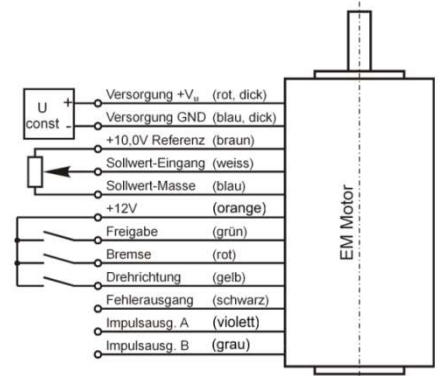 U
const
+
-
Versorgung +Vu (rot, dick)
Versorgung GND (blau, dick)
+10,0V Referenz (braun)
Sollwert-Eingang (weiss)
Sollwert-Masse (blau)
+12V (orange)
Freigabe (grün)
Bremse (rot)
Drehrichtung (gelb)
Fehlerausgang (schwarz)
Impulsausg. A (violett)
Impulsausg. B (grau)
EM Motor